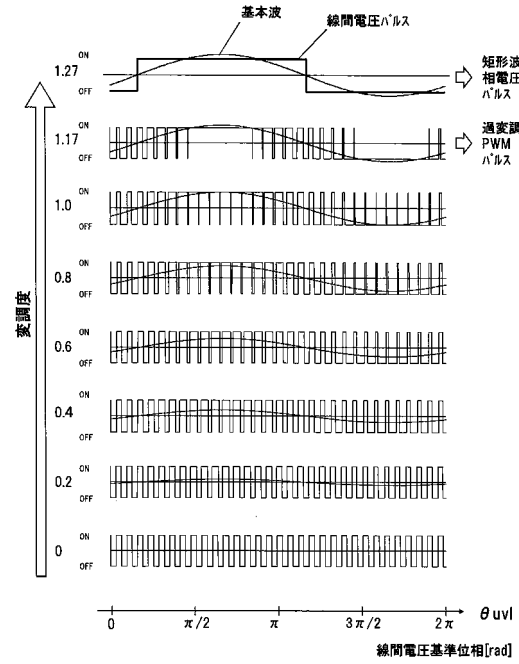 基本波
線間電圧パルス
ON
1.27
OFF
矩形波
相電圧
パルス
ON
1.17
OFF
過変調
PWM
パルス
ON
1.0
OFF
ON
0.8
OFF
ON
0.6
OFF
ON
0.4
OFF
ON
0.2
OFF
ON
0
OFF
変調度
0 π/2 π 3π/2 2π
θuvl
線間電圧基準位相[rad]